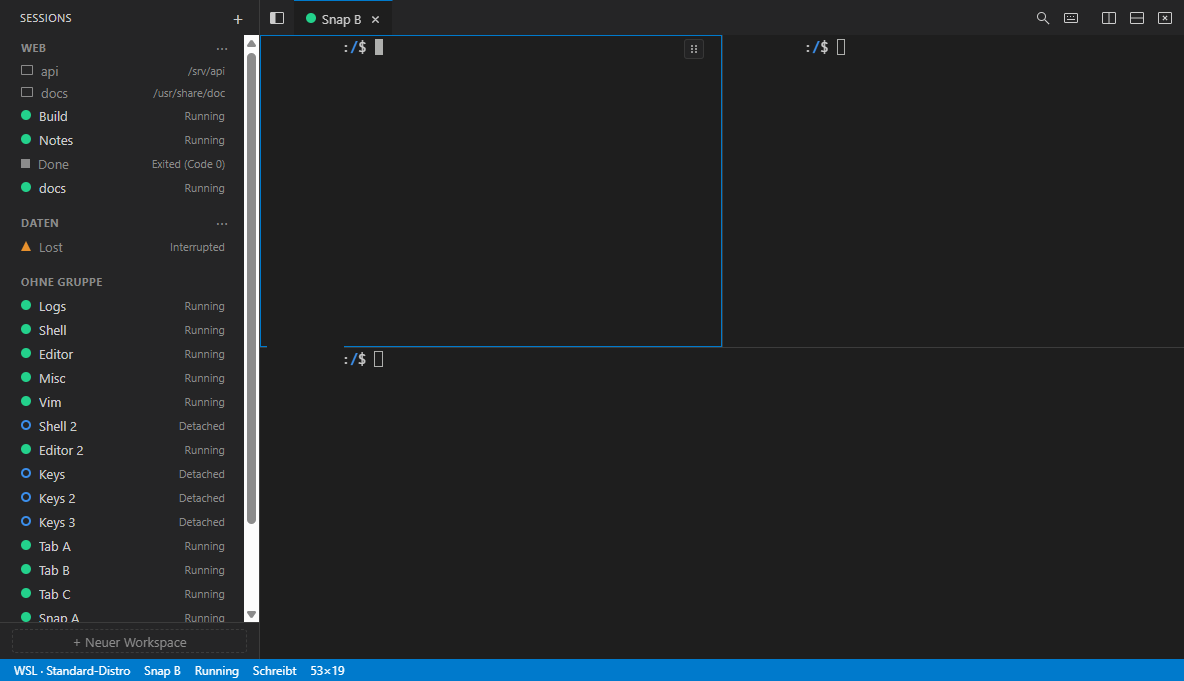 SESSIONS +
WEB ...
api /srv/api
docs /usr/share/doc
Build Running
Notes Running
Done Exited (Code 0)
docs Running
DATEN ...
Lost Interrupted
OHNE GRUPPE
Logs Running
Shell Running
Editor Running
Misc Running
Vim Running
Shell 2 Detached
Editor 2 Running
Keys Detached
Keys 2 Detached
Keys 3 Detached
Tab A Running
Tab B Running
Tab C Running
Snap A Running
+ Neuer Workspace
Snap B ×
:/$
:/$
:/$
WSL · Standard-Distro Snap B Running Schreibt 53×19